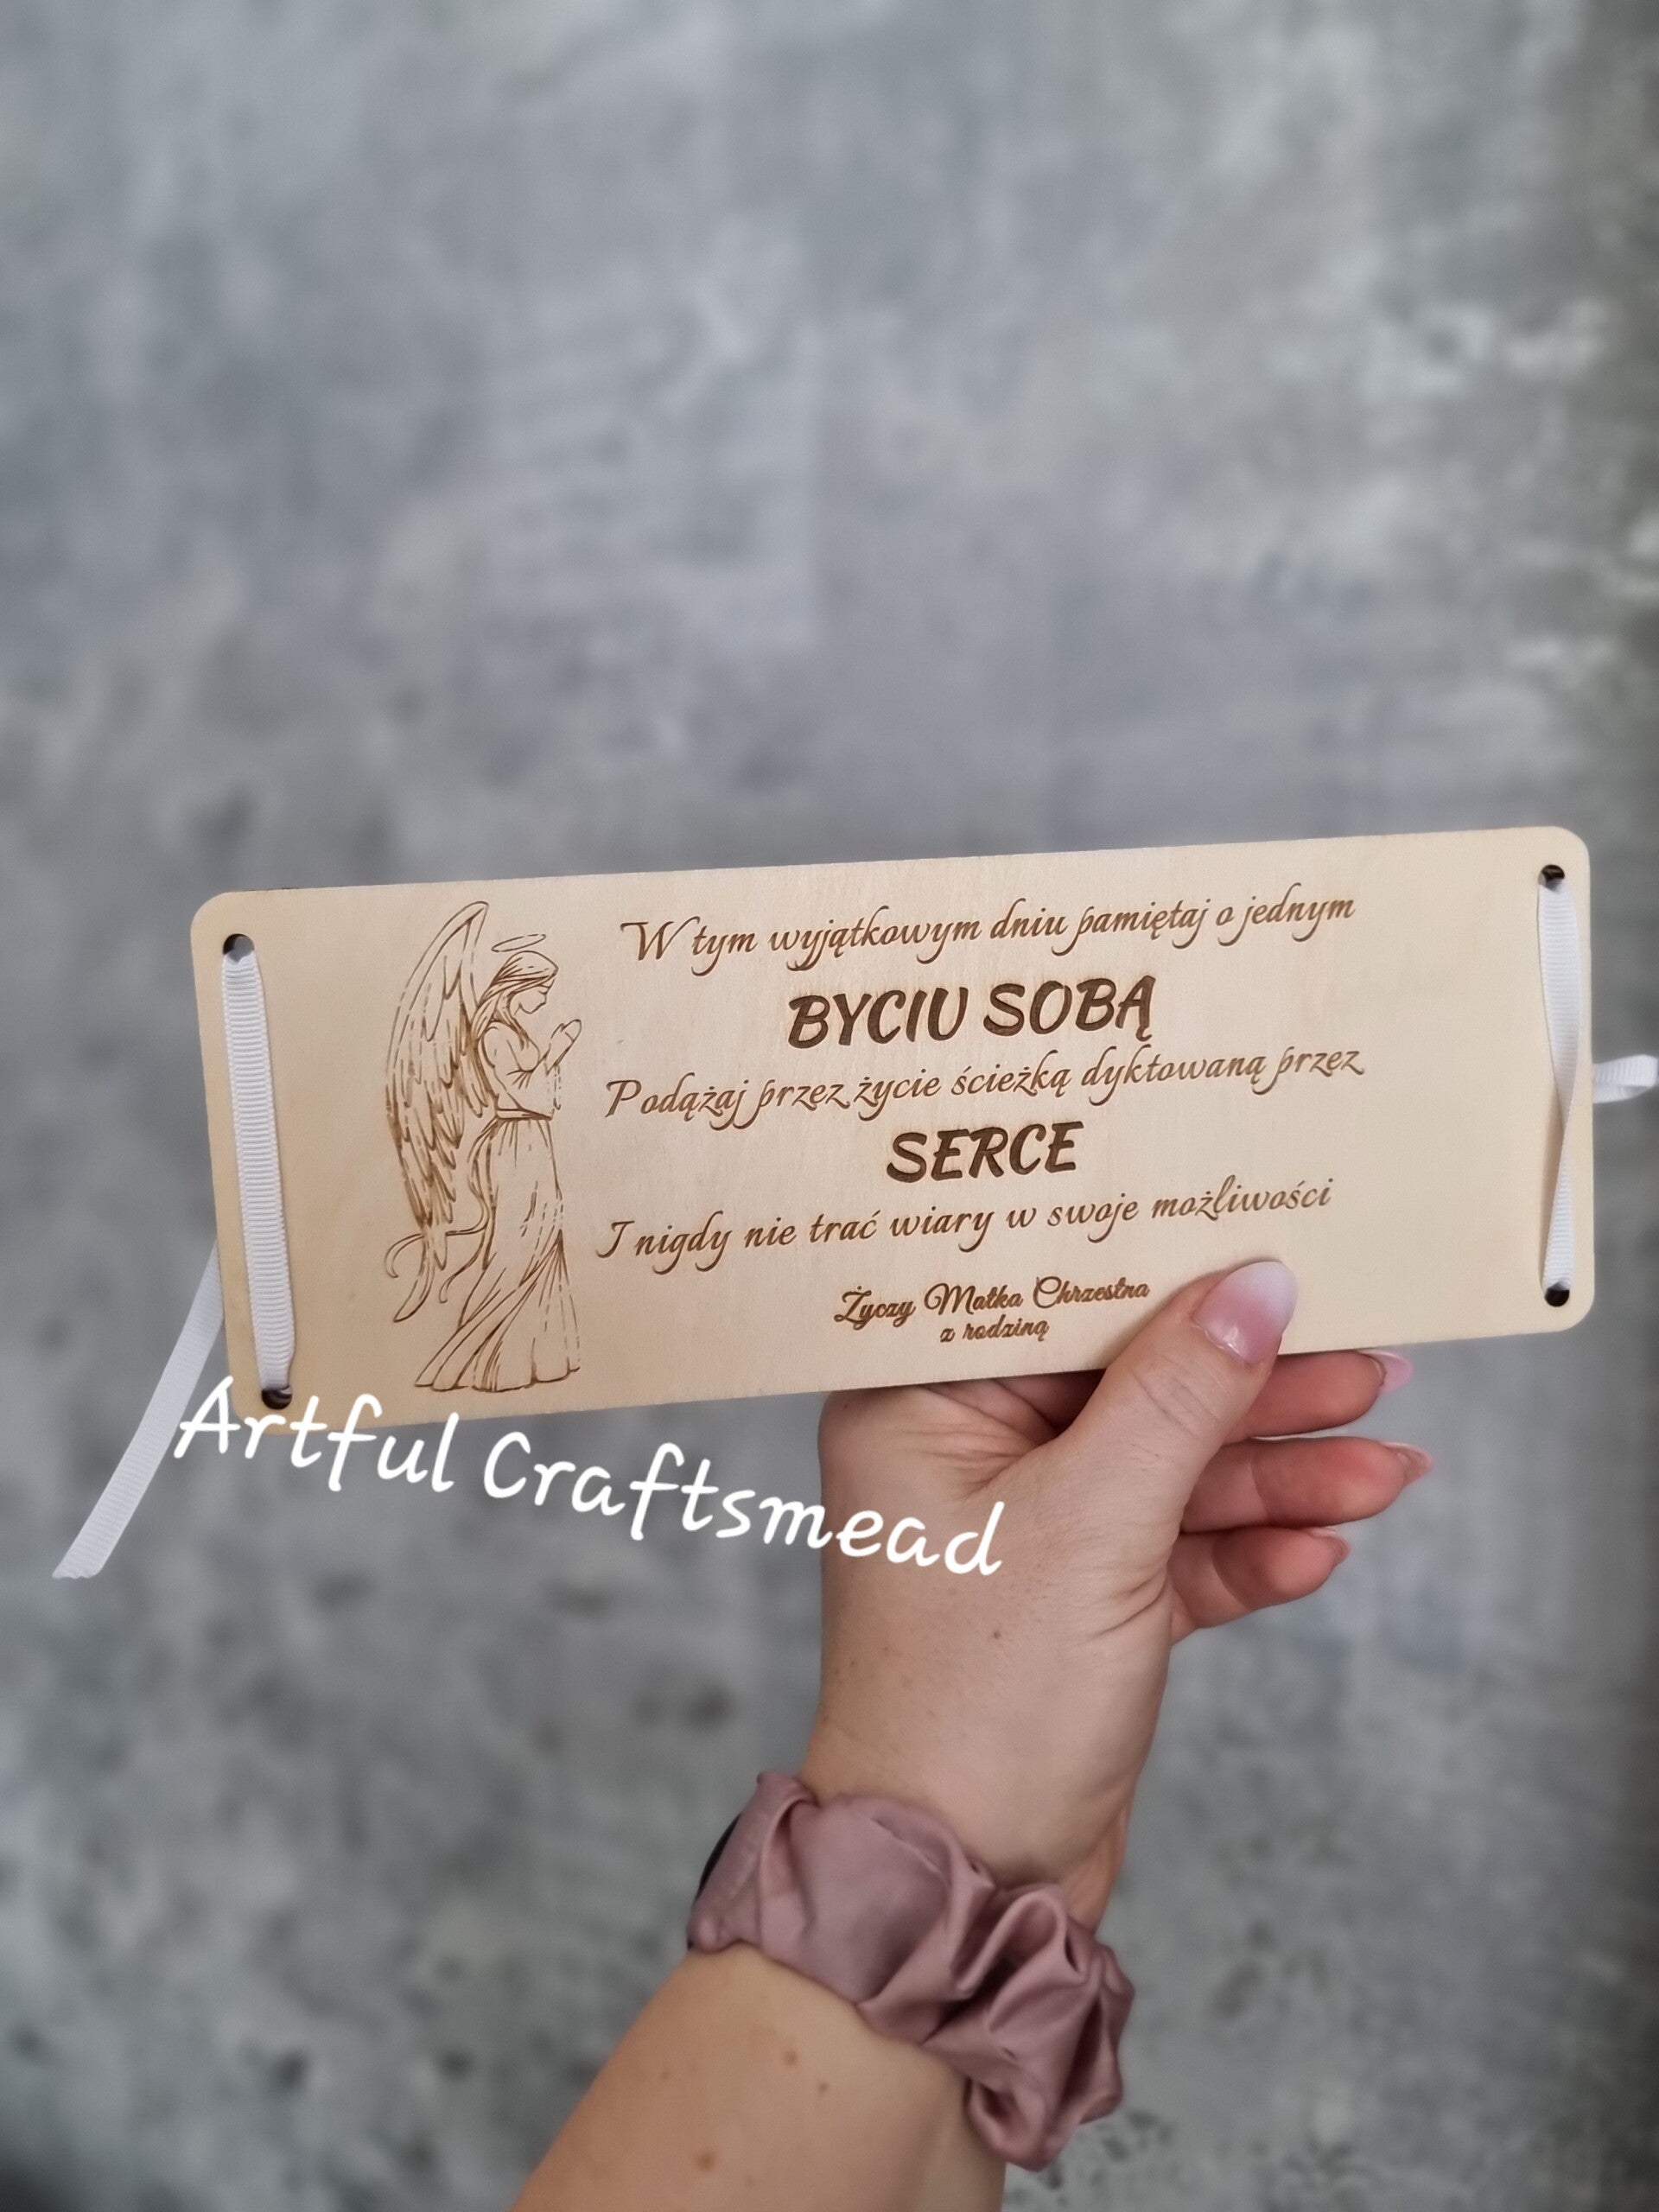 W tym wyjątkowym dniu pamiętaj o jednym
BYCIU SOBĄ
Podążaj przez życie ścieżką dyktowaną przez
SERCE
I nigdy nie trać wiary w swoje możliwości
Życzy Matka Chrzestna
z rodziną
Artful Craftsmead